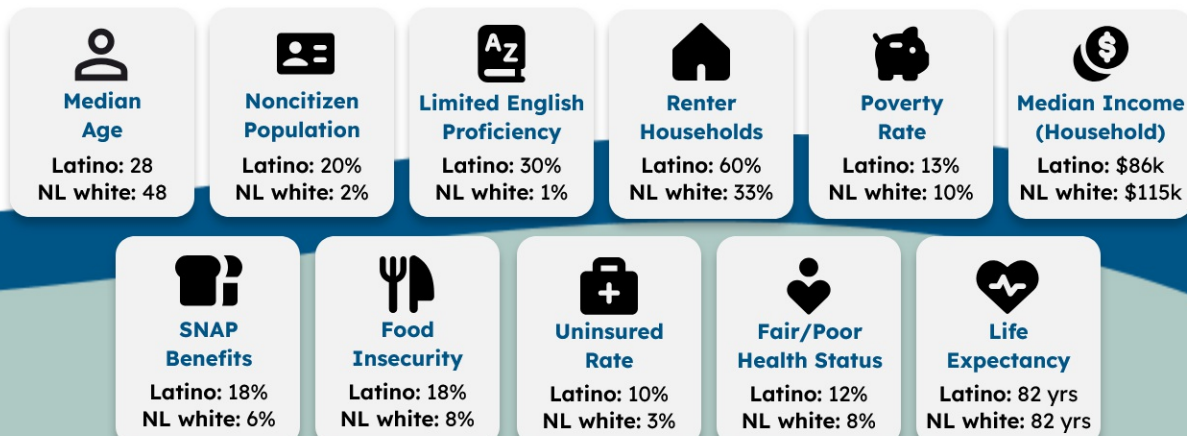 Median
Age
Latino: 28
NL white: 48
Noncitizen
Population
Latino: 20%
NL white: 2%
AZ
Limited English
Proficiency
Latino: 30%
NL white: 1%
Renter
Households
Latino: 60%
NL white: 33%
Poverty
Rate
Latino: 13%
NL white: 10%
$
Median Income
(Household)
Latino: $86k
NL white: $115k
SNAP
Benefits
Latino: 18%
NL white: 6%
Food
Insecurity
Latino: 18%
NL white: 8%
Uninsured
Rate
Latino: 10%
NL white: 3%
Fair/Poor
Health Status
Latino: 12%
NL white: 8%
Life
Expectancy
Latino: 82 yrs
NL white: 82 yrs